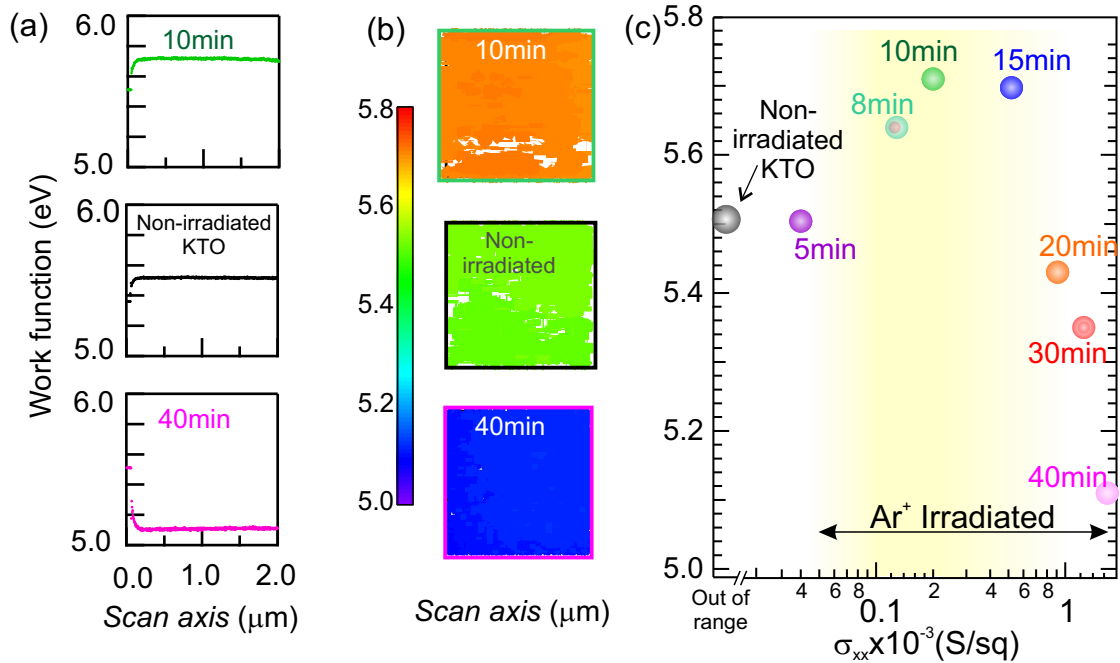 (a)
Work function (eV)
6.0
10min
5.0
6.0
Non-irradiated
KTO
5.0
6.0
40min
5.0
0.0 1.0 2.0
Scan axis (μm)
(b)
5.8
5.6
5.4
5.2
5.0
10min
Non-
irradiated
40min
Scan axis (μm)
(c)
5.8
5.6
5.4
5.2
5.0
Non-
irradiated
KTO
5min
8min
10min
15min
20min
30min
40min
Ar⁺ Irradiated
Out of
range
4 6 8 0.1 2 4 6 8 1
σxxx10⁻³(S/sq)